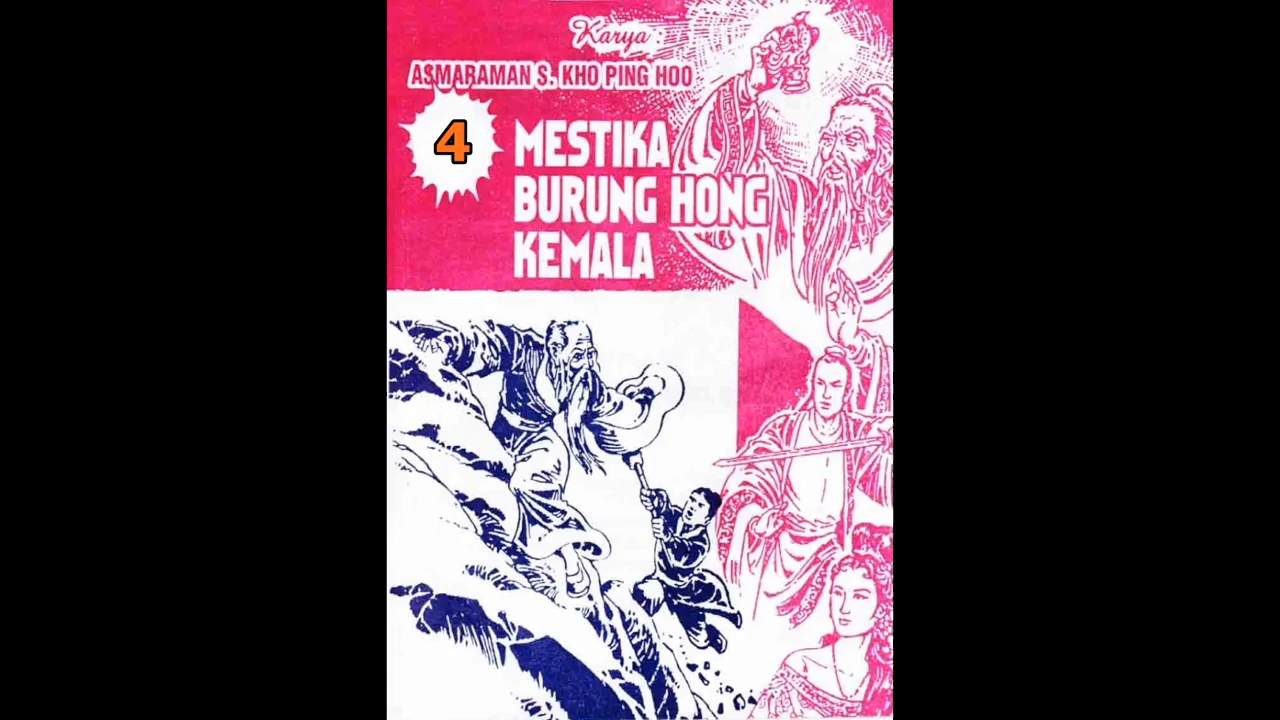 Karya :
ASMARAMAN S. KHO PING HOO
4
MESTIKA
BURUNG HONG
KEMALA